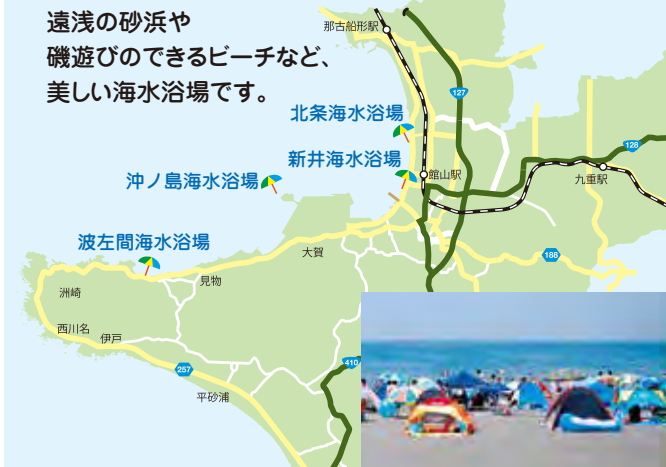 遠浅の砂浜や
磯遊びのできるビーチなど、
美しい海水浴場です。
那古船形駅
127
北条海水浴場
128
新井海水浴場
館山駅
九重駅
沖ノ島海水浴場
波左間海水浴場
大賀
188
見物
洲崎
西川名
伊戸
410
257
平砂浦